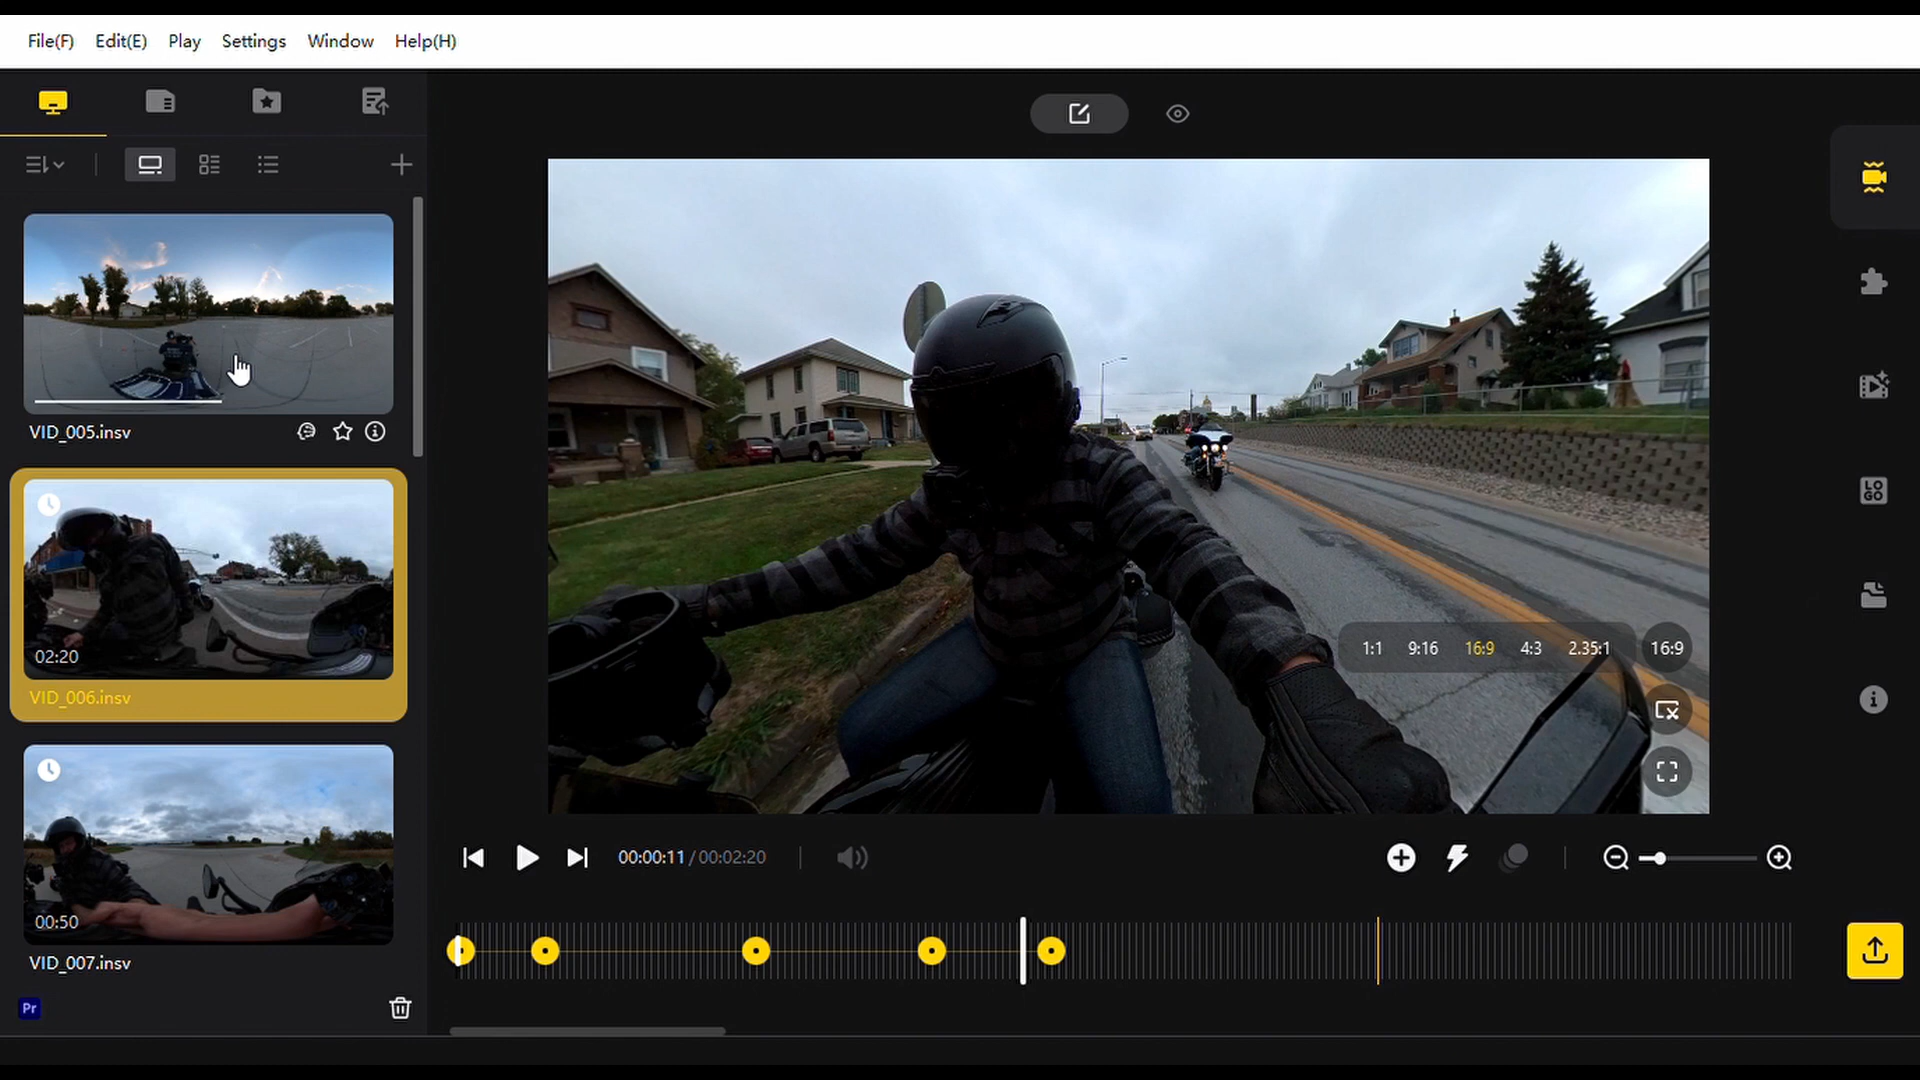 File(F) Edit(E) Play Settings Window Help(H)
VID_005.insv
02:20
VID_006.insv
00:50
VID_007.insv
Pr
1:1 9:16 16:9 4:3 2.35:1 16:9
00:00:11 / 00:02:20
LOGO